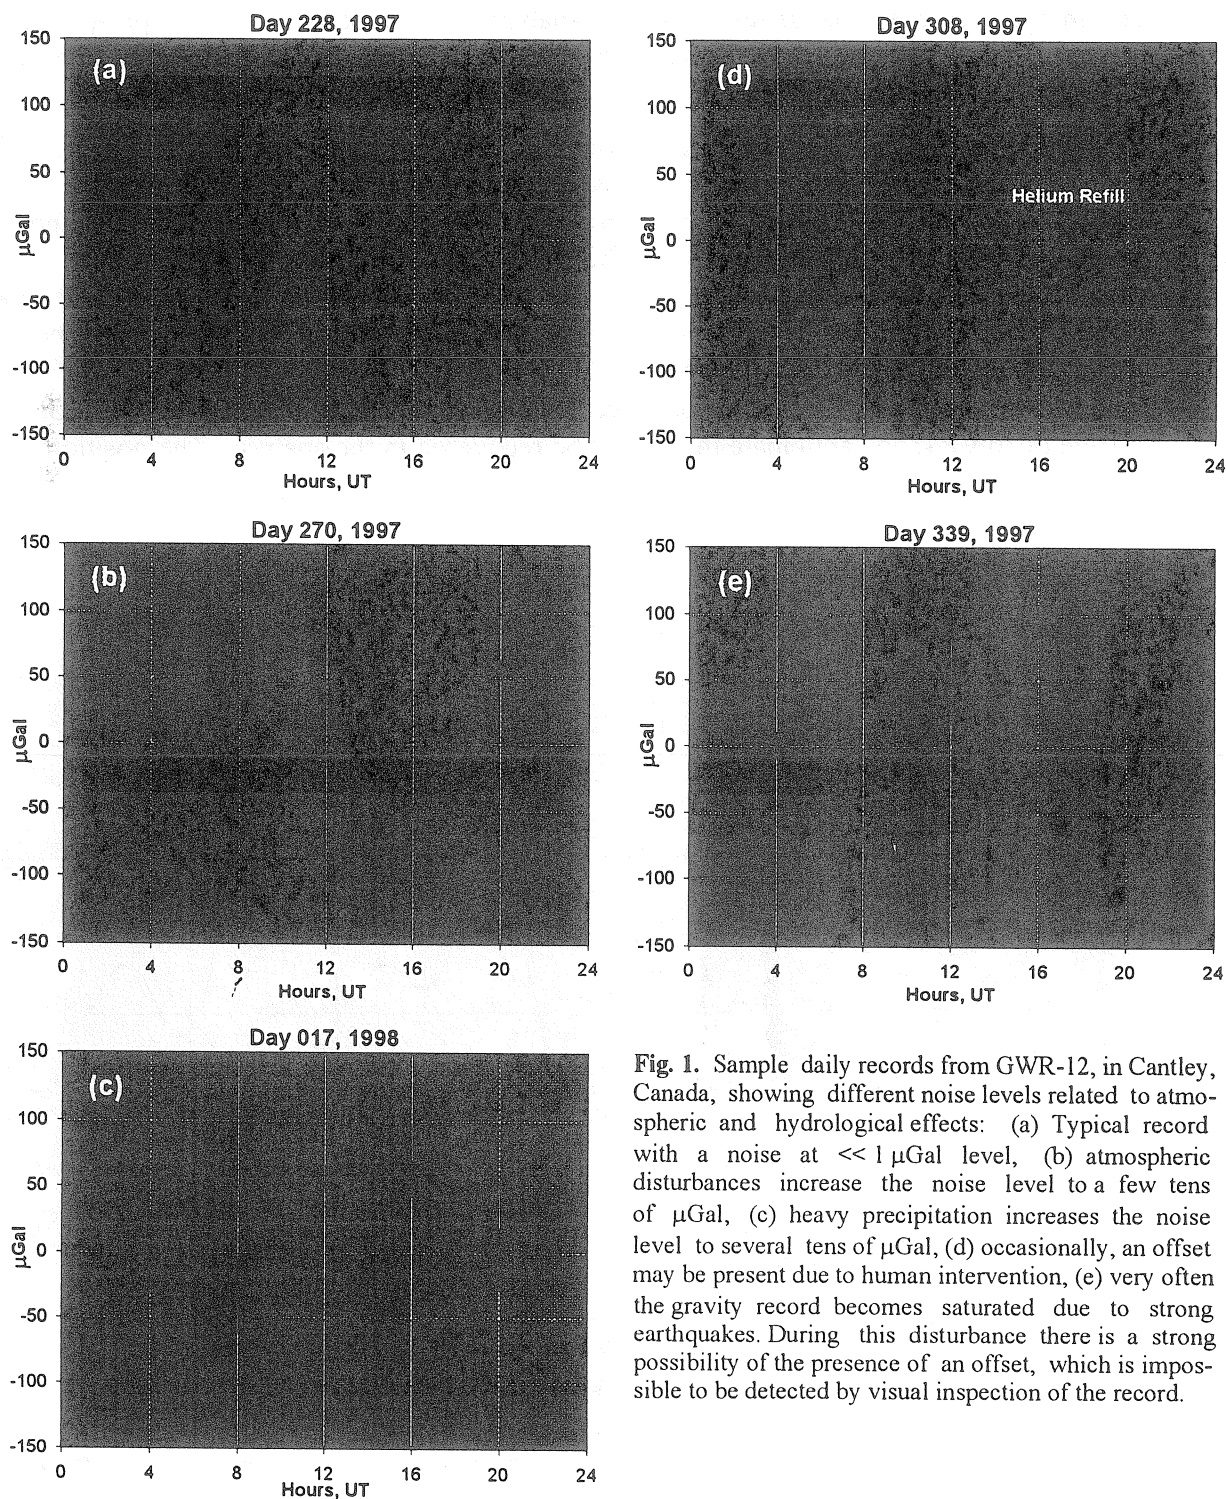 Day 228, 1997
(a)
150
100
50
0
-50
-100
-150
µGal
0 4 8 12 16 20 24
Hours, UT
Day 308, 1997
(d)
Helium Refill
150
100
50
0
-50
-100
-150
µGal
0 4 8 12 16 20 24
Hours, UT
Day 270, 1997
(b)
150
100
50
0
-50
-100
-150
µGal
0 4 8 12 16 20 24
Hours, UT
Day 339, 1997
(e)
150
100
50
0
-50
-100
-150
µGal
0 4 8 12 16 20 24
Hours, UT
Day 017, 1998
(c)
150
100
50
0
-50
-100
-150
µGal
0 4 8 12 16 20 24
Hours, UT
Fig. 1. Sample daily records from GWR-12, in Cantley,
Canada, showing different noise levels related to atmo-
spheric and hydrological effects: (a) Typical record
with a noise at << 1 µGal level, (b) atmospheric
disturbances increase the noise level to a few tens
of µGal, (c) heavy precipitation increases the noise
level to several tens of µGal, (d) occasionally, an offset
may be present due to human intervention, (e) very often
the gravity record becomes saturated due to strong
earthquakes. During this disturbance there is a strong
possibility of the presence of an offset, which is impos-
sible to be detected by visual inspection of the record.